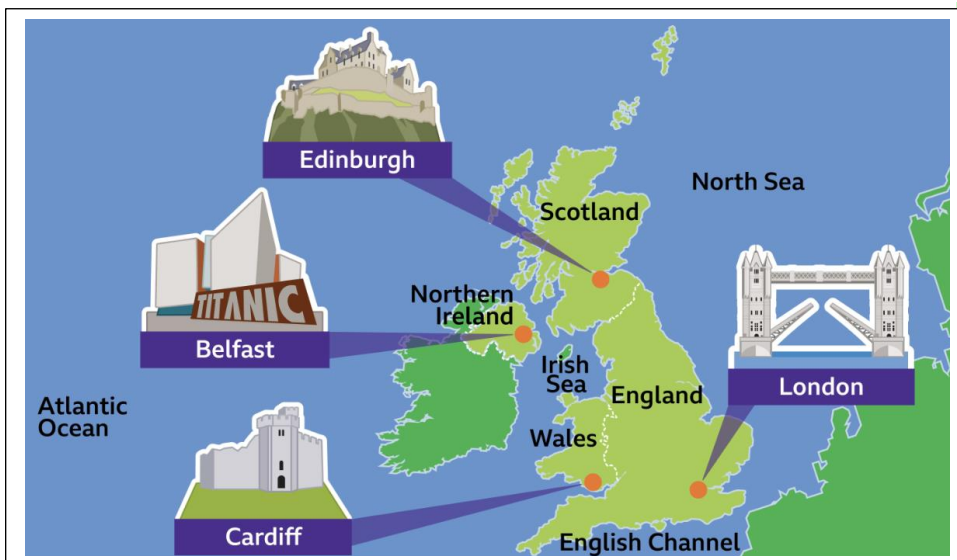 Edinburgh
North Sea
Scotland
TITANIC
Northern
Ireland
Belfast
Irish
Sea
England
London
Atlantic
Ocean
Wales
Cardiff
English Channel